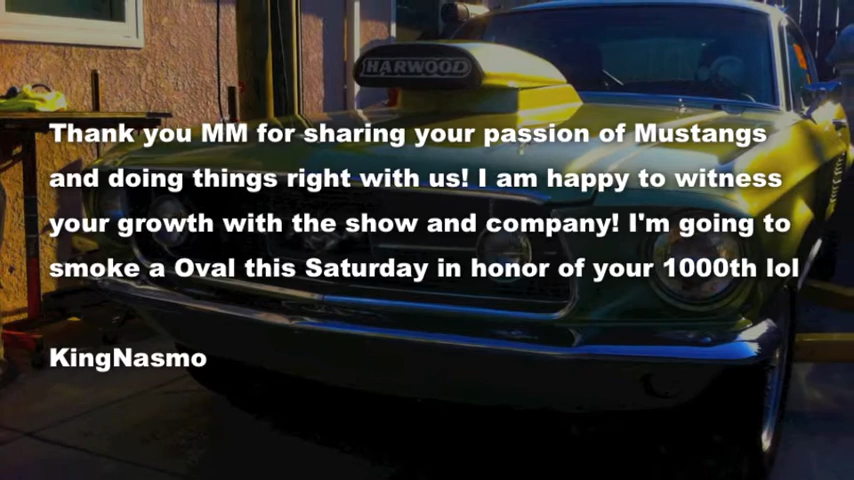 HARWOOD
Thank you MM for sharing your passion of Mustangs
and doing things right with us! I am happy to witness
your growth with the show and company! I'm going to
smoke a Oval this Saturday in honor of your 1000th lol
KingNasmo